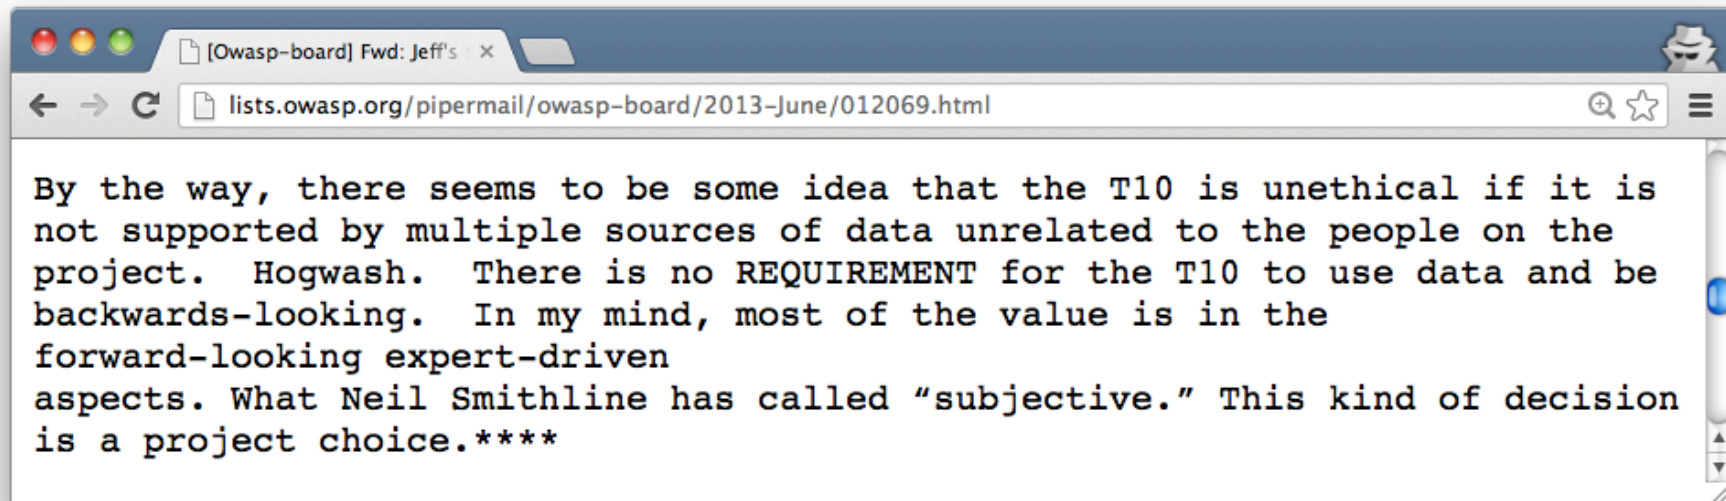 [Owasp-board] Fwd: Jeff's
lists.owasp.org/pipermail/owasp-board/2013-June/012069.html
By the way, there seems to be some idea that the T10 is unethical if it is
not supported by multiple sources of data unrelated to the people on the
project.  Hogwash.  There is no REQUIREMENT for the T10 to use data and be
backwards-looking.  In my mind, most of the value is in the
forward-looking expert-driven
aspects. What Neil Smithline has called “subjective.” This kind of decision
is a project choice.****